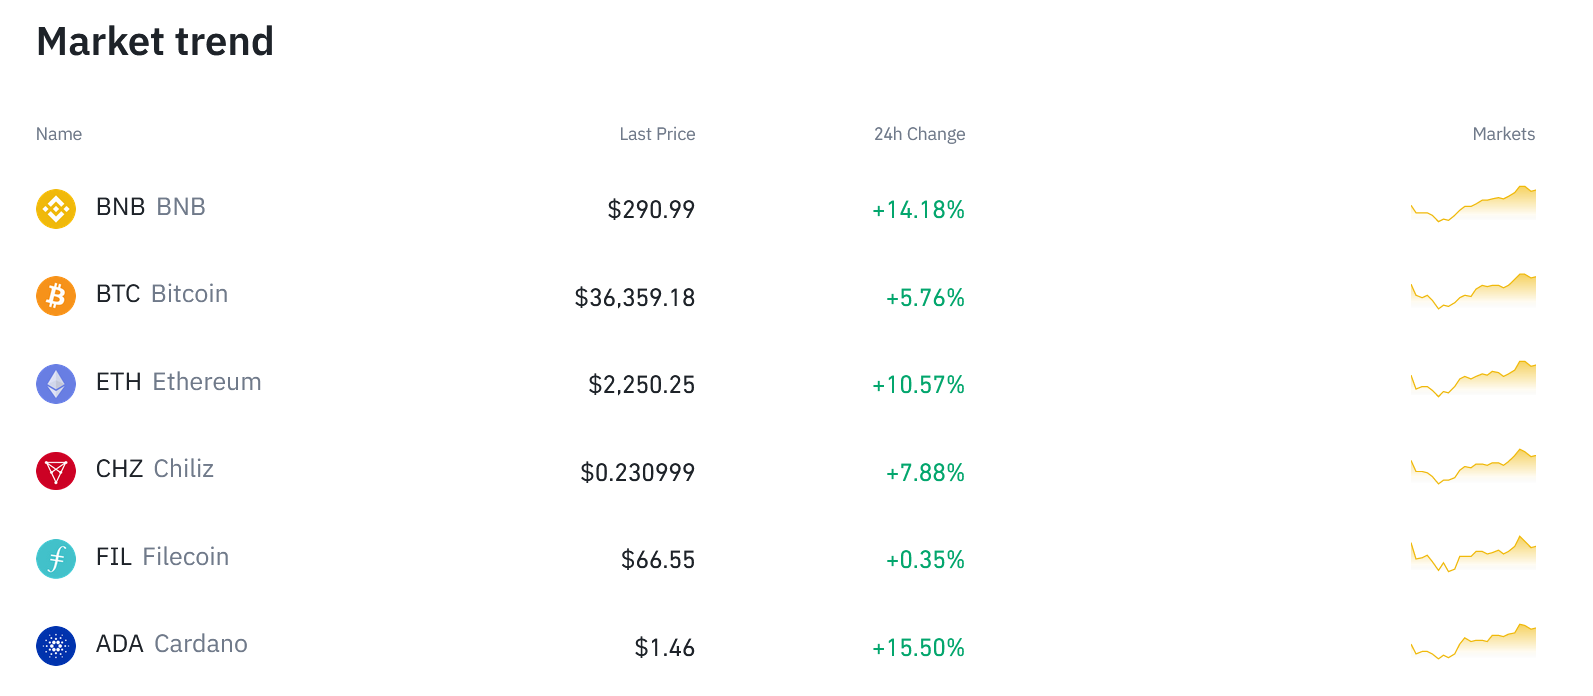 Market trend
Name Last Price 24h Change Markets
BNB BNB $290.99 +14.18%
BTC Bitcoin $36,359.18 +5.76%
ETH Ethereum $2,250.25 +10.57%
CHZ Chiliz $0.230999 +7.88%
FIL Filecoin $66.55 +0.35%
ADA Cardano $1.46 +15.50%